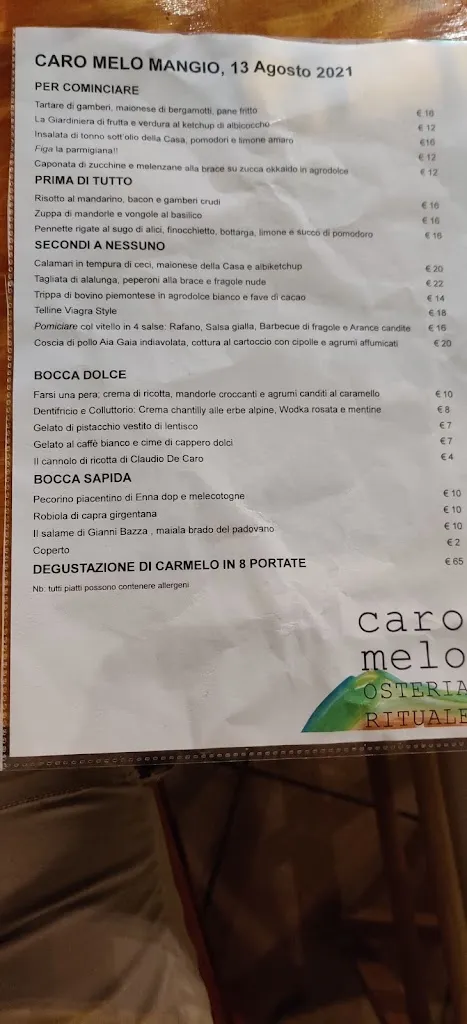 CARO MELO MANGIO, 13 Agosto 2021
PER COMINCIARE
Tartare di gamberi, maionese di bergamotti, pane fritto € 16
La Giardiniera di frutta e verdura al ketchup di albicocche € 12
Insalata di tonno sott'olio della Casa, pomodori e limone amaro €16
Figa la parmigiana!! € 12
Caponata di zucchine e melenzane alla brace su zucca okkaido in agrodolce € 12
PRIMA DI TUTTO
Risotto al mandarino, bacon e gamberi crudi € 16
Zuppa di mandorle e vongole al basilico € 16
Pennette rigate al sugo di alici, finocchietto, bottarga, limone e succo di pomodoro € 16
SECONDI A NESSUNO
Calamari in tempura di ceci, maionese della Casa e albiketchup € 20
Tagliata di alalunga, peperoni alla brace e fragole nude € 22
Trippa di bovino piemontese in agrodolce bianco e fave di cacao € 14
Telline Viagra Style € 18
Pomiciare col vitello in 4 salse: Rafano, Salsa gialla, Barbecue di fragole e Arance candite € 16
Coscia di pollo Aia Gaia indiavolata, cottura al cartoccio con cipolle e agrumi affumicati € 20
BOCCA DOLCE
Farsi una pera; crema di ricotta, mandorle croccanti e agrumi canditi al caramello € 10
Dentifricio e Colluttorio: Crema chantilly alle erbe alpine, Wodka rosata e mentine € 8
Gelato di pistacchio vestito di lentisco € 7
Gelato al caffè bianco e cime di cappero dolci € 7
Il cannolo di ricotta di Claudio De Caro € 4
BOCCA SAPIDA
Pecorino piacentino di Enna dop e melecotogne € 10
Robiola di capra girgentana € 10
Il salame di Gianni Bazza , maiala brado del padovano € 10
Coperto € 2
DEGUSTAZIONE DI CARMELO IN 8 PORTATE € 65
Nb: tutti piatti possono contenere allergeni
caro
melo
OSTERIA
RITUALE